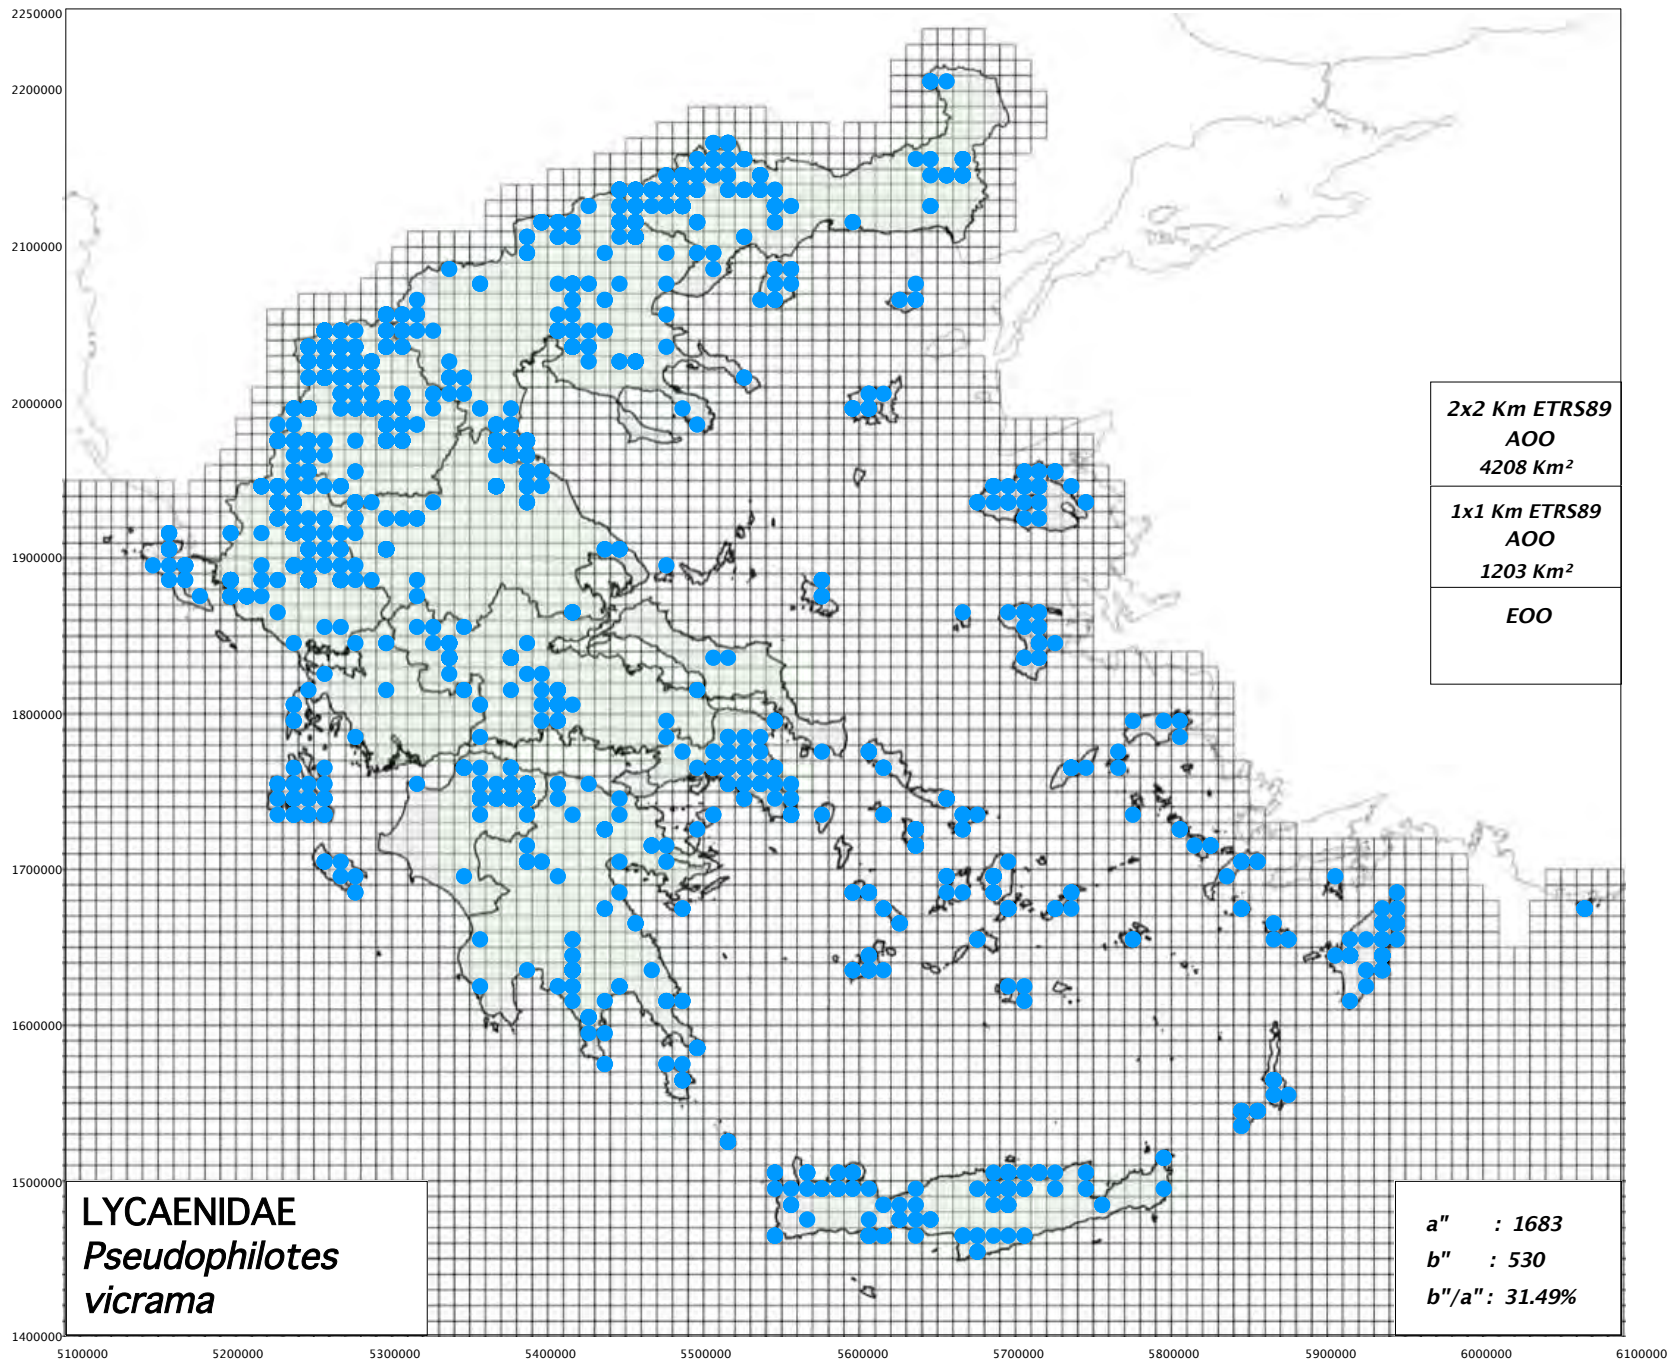 2250000
2200000
2100000
2000000
1900000
1800000
1700000
1600000
1500000
1400000
2x2 Km ETRS89
AOO
4208 Km²
1x1 Km ETRS89
AOO
1203 Km²
EOO
LYCAENIDAE
Pseudophilotes
vicrama
a" : 1683
b" : 530
b"/a" : 31.49%
5100000 5200000 5300000 5400000 5500000 5600000 5700000 5800000 5900000 6000000 6100000